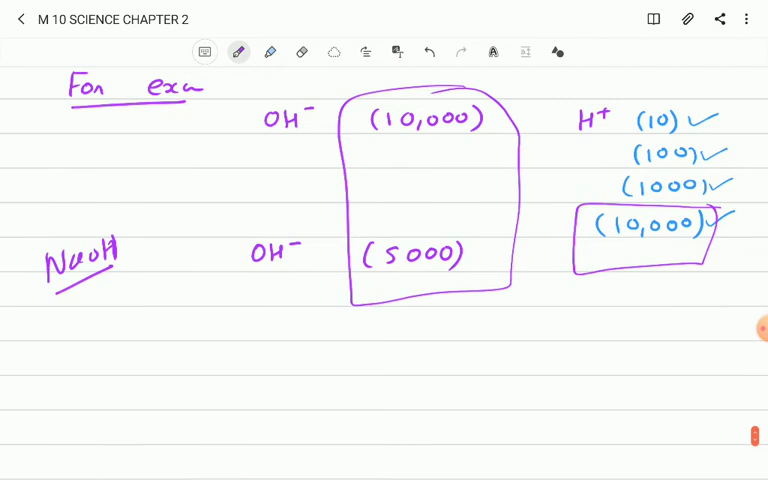 M 10 SCIENCE CHAPTER 2
For exa
OH⁻ (10,000) H⁺ (10) ✓
(100) ✓
(1000) ✓
(10,000) ✓
NaOH OH⁻ (5000)